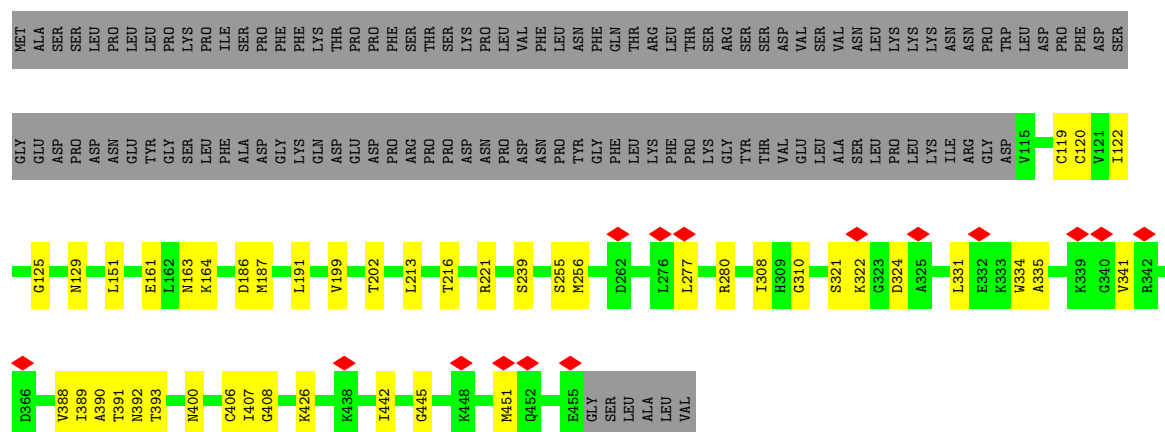 MET ALA SER SER LEU PRO LEU LEU PRO LYS PRO ILE SER PRO PHE PHE LYS THR PRO PRO PHE SER THR SER LYS PRO LEU VAL PHE LEU ASN PHE GLN THR ARG LEU THR SER ARG SER SER ASP VAL SER VAL ASN LEU LYS LYS LYS ASN ASN PRO TRP LEU ASP PRO PHE ASP SER
GLY GLU ASP PRO ASP ASN GLU TYR GLY SER LEU PHE ALA ASP GLY LYS GLN ASP GLU ASP PRO ARG PRO PRO ASP ASN PRO ASP ASN PRO TYR GLY PHE LEU LYS PHE PRO LYS GLY TYR THR VAL GLU LEU ALA SER LEU PRO LEU LYS ILE ARG GLY ASP V115 C119 C120 V121 I122
G125 N129 L151 E161 L162 N163 K164 D186 M187 L191 V199 T202 L213 T216 R221 S239 S255 M256 D262 L276 L277 R280 I308 H309 G310 S321 K322 G323 D324 A325 L331 E332 K333 W334 A335 K339 G340 V341 R342
D366 V388 I389 A390 T391 N392 T393 N400 C406 I407 G408 K426 K438 I442 G445 K448 M451 Q452 E455 GLY SER LEU ALA LEU VAL